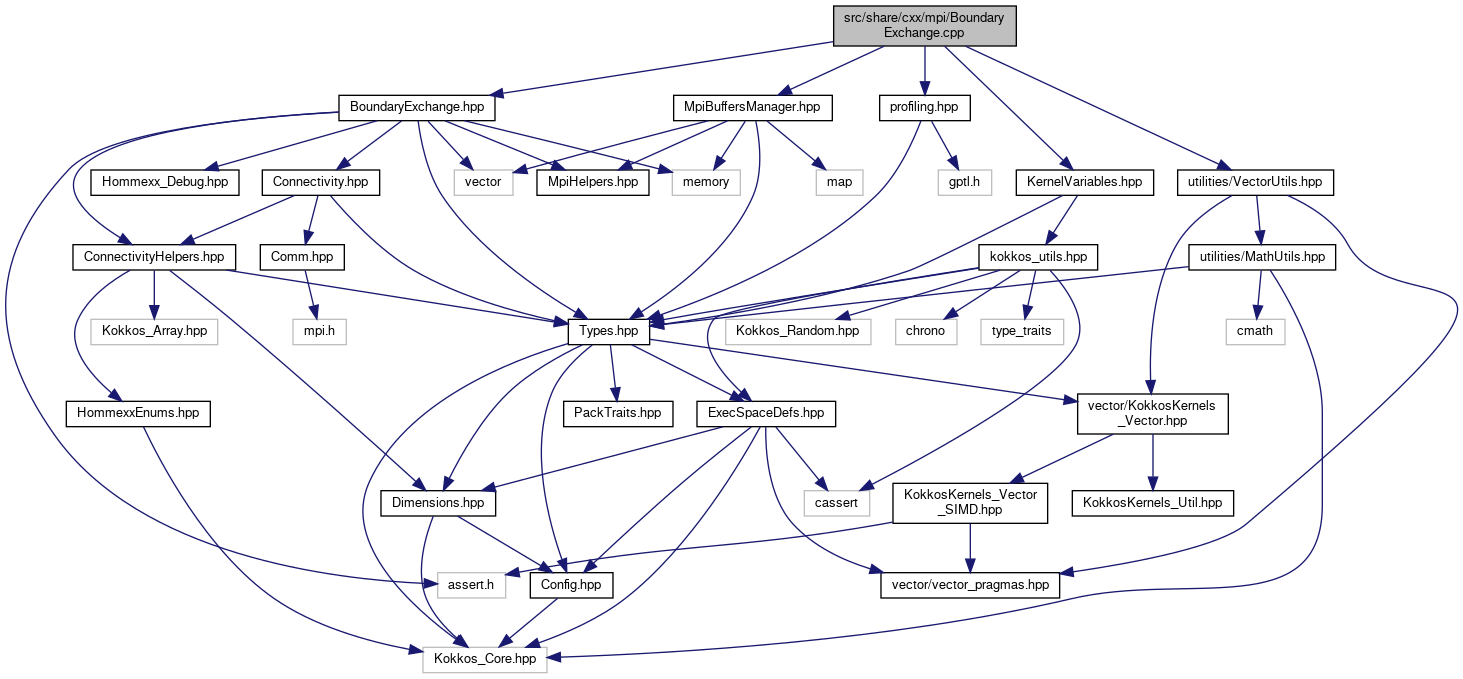 src/share/cxx/mpi/Boundary
Exchange.cpp
BoundaryExchange.hpp
MpiBuffersManager.hpp
profiling.hpp
Hommexx_Debug.hpp
Connectivity.hpp
vector
MpiHelpers.hpp
memory
map
gptl.h
KernelVariables.hpp
utilities/VectorUtils.hpp
ConnectivityHelpers.hpp
Comm.hpp
kokkos_utils.hpp
utilities/MathUtils.hpp
Kokkos_Array.hpp
mpi.h
Types.hpp
Kokkos_Random.hpp
chrono
type_traits
cmath
HommexxEnums.hpp
PackTraits.hpp
ExecSpaceDefs.hpp
vector/KokkosKernels
_Vector.hpp
Dimensions.hpp
cassert
KokkosKernels_Vector
_SIMD.hpp
KokkosKernels_Util.hpp
assert.h
Config.hpp
vector/vector_pragmas.hpp
Kokkos_Core.hpp